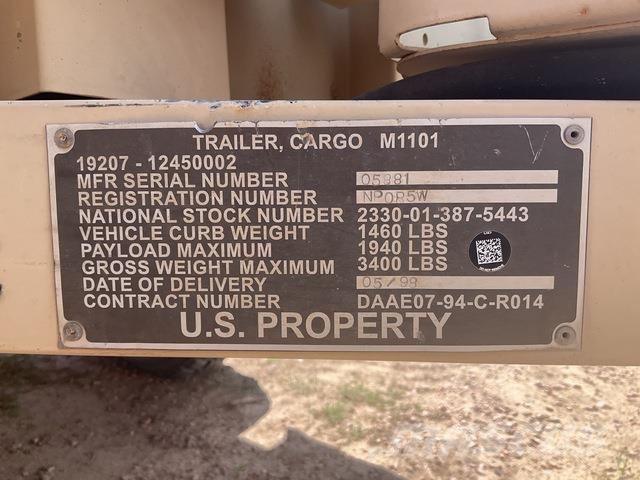 TRAILER, CARGO M1101
19207 - 12450002
MFR SERIAL NUMBER 05981
REGISTRATION NUMBER NP0R5W
NATIONAL STOCK NUMBER 2330-01-387-5443
VEHICLE CURB WEIGHT 1460 LBS
PAYLOAD MAXIMUM 1940 LBS
GROSS WEIGHT MAXIMUM 3400 LBS
DATE OF DELIVERY 05/98
CONTRACT NUMBER DAAE07-94-C-R014
U.S. PROPERTY